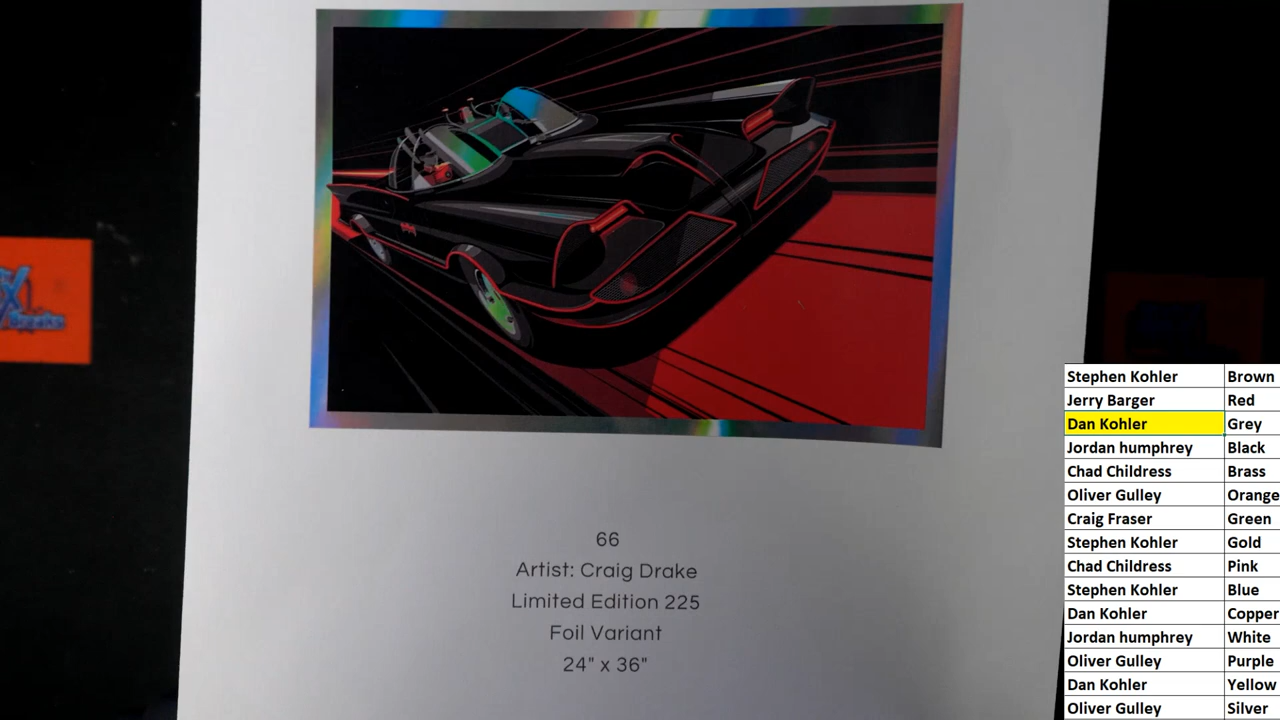 66
Artist: Craig Drake
Limited Edition 225
Foil Variant
24" x 36"
Stephen Kohler Brown
Jerry Barger Red
Dan Kohler Grey
Jordan humphrey Black
Chad Childress Brass
Oliver Gulley Orange
Craig Fraser Green
Stephen Kohler Gold
Chad Childress Pink
Stephen Kohler Blue
Dan Kohler Copper
Jordan humphrey White
Oliver Gulley Purple
Dan Kohler Yellow
Oliver Gulley Silver